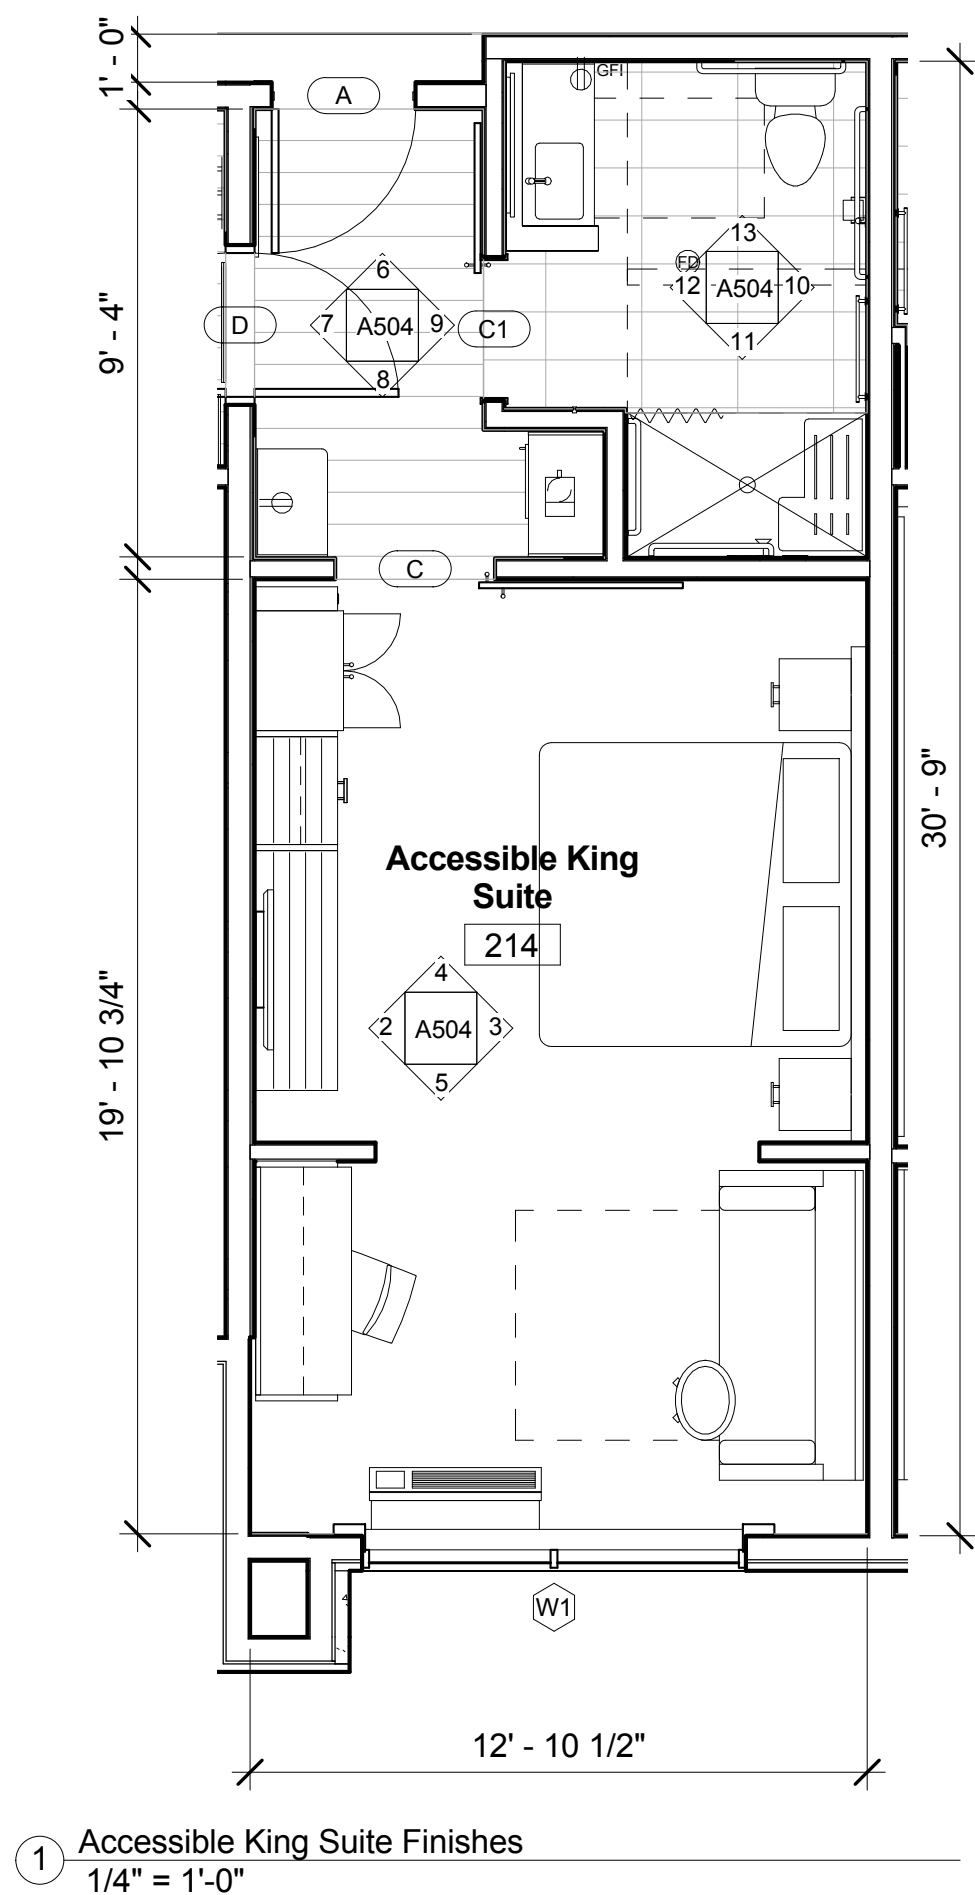 1' - 0"
A
GFI
13
FD
12
A504
10
11
6
D
7
A504
9
C1
8
9' - 4"
C
Accessible King
Suite
214
30' - 9"
4
2
A504
3
5
19' - 10 3/4"
W1
12' - 10 1/2"
1
Accessible King Suite Finishes
1/4" = 1'-0"